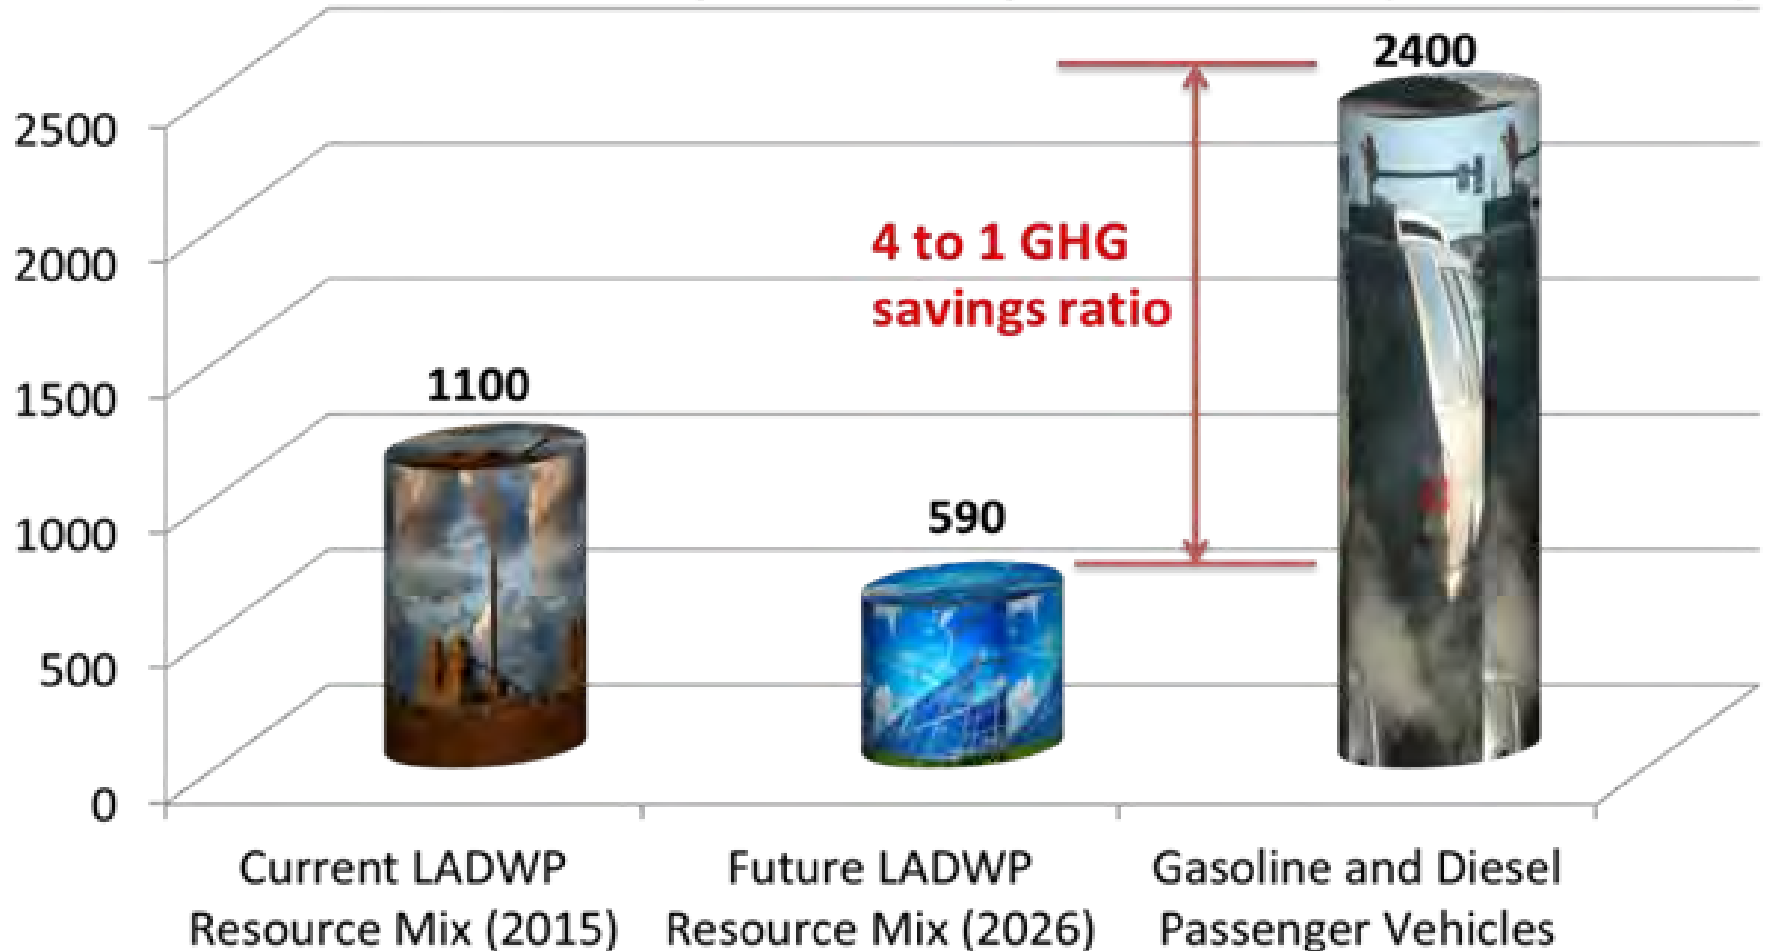 2400
2500
2000
4 to 1 GHG
savings ratio
1500
1100
1000
590
500
0
Current LADWP
Resource Mix (2015)
Future LADWP
Resource Mix (2026)
Gasoline and Diesel
Passenger Vehicles